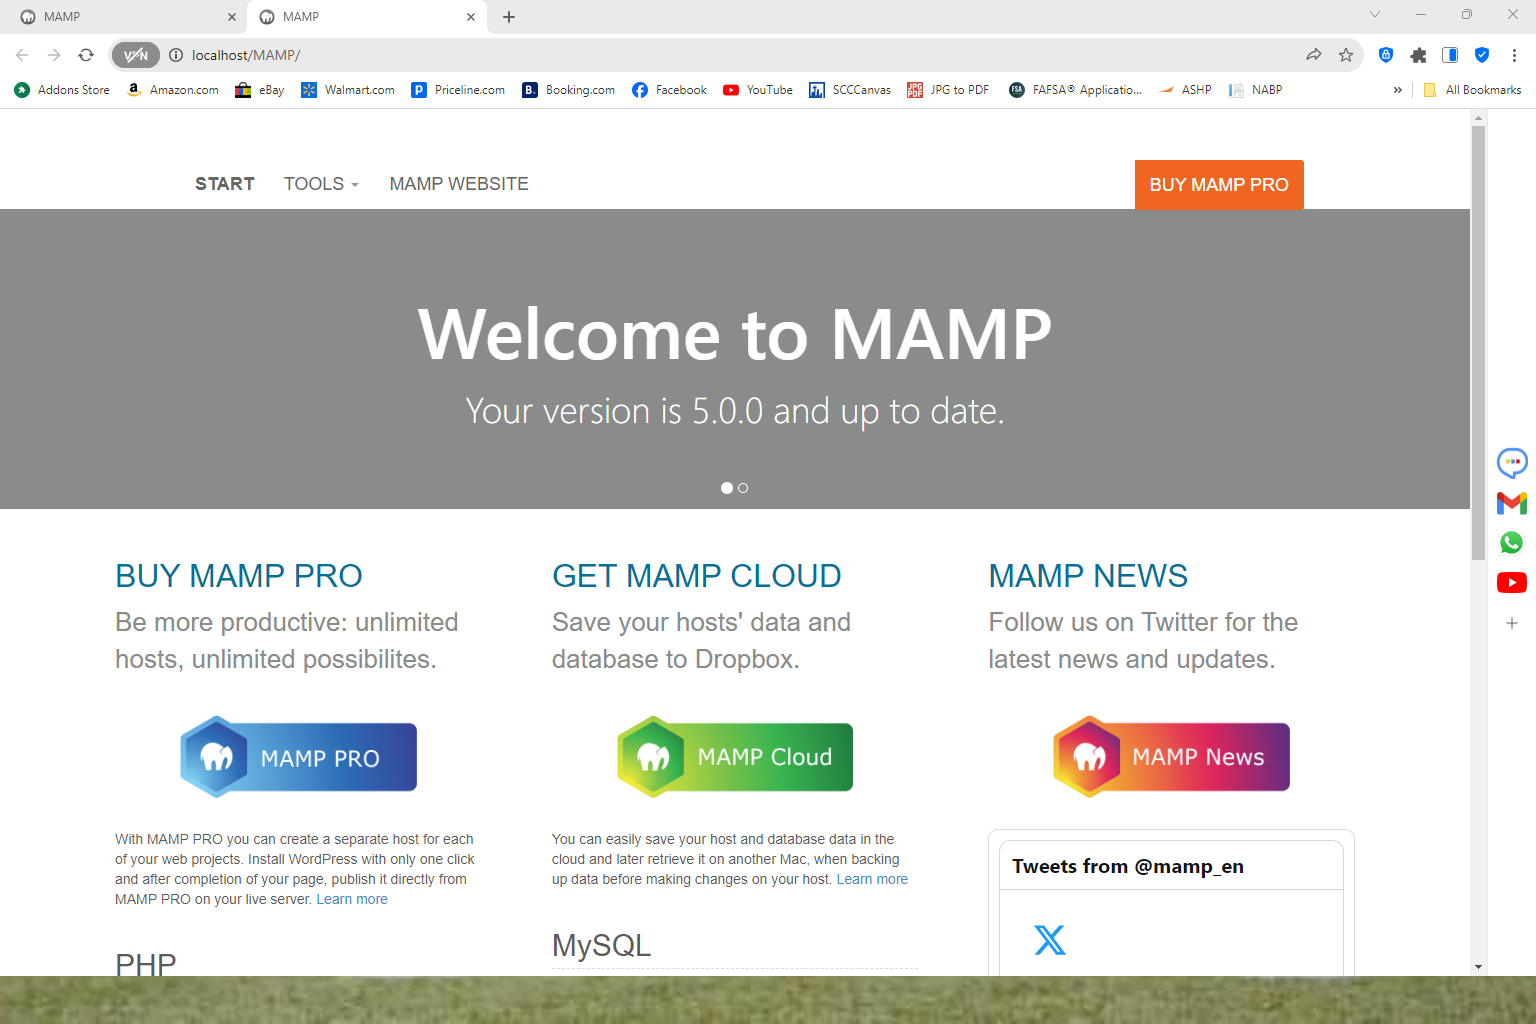 MAMP
MAMP
VPN
localhost/MAMP/
Addons Store
Amazon.com
eBay
Walmart.com
Priceline.com
Booking.com
Facebook
YouTube
SCCCanvas
JPG to PDF
FAFSA® Applicatio...
ASHP
NABP
All Bookmarks
START
TOOLS
MAMP WEBSITE
BUY MAMP PRO
Welcome to MAMP
Your version is 5.0.0 and up to date.
BUY MAMP PRO
Be more productive: unlimited
hosts, unlimited possibilites.
MAMP PRO
With MAMP PRO you can create a separate host for each
of your web projects. Install WordPress with only one click
and after completion of your page, publish it directly from
MAMP PRO on your live server. Learn more
PHP
GET MAMP CLOUD
Save your hosts' data and
database to Dropbox.
MAMP Cloud
You can easily save your host and database data in the
cloud and later retrieve it on another Mac, when backing
up data before making changes on your host. Learn more
MySQL
MAMP NEWS
Follow us on Twitter for the
latest news and updates.
MAMP News
Tweets from @mamp_en